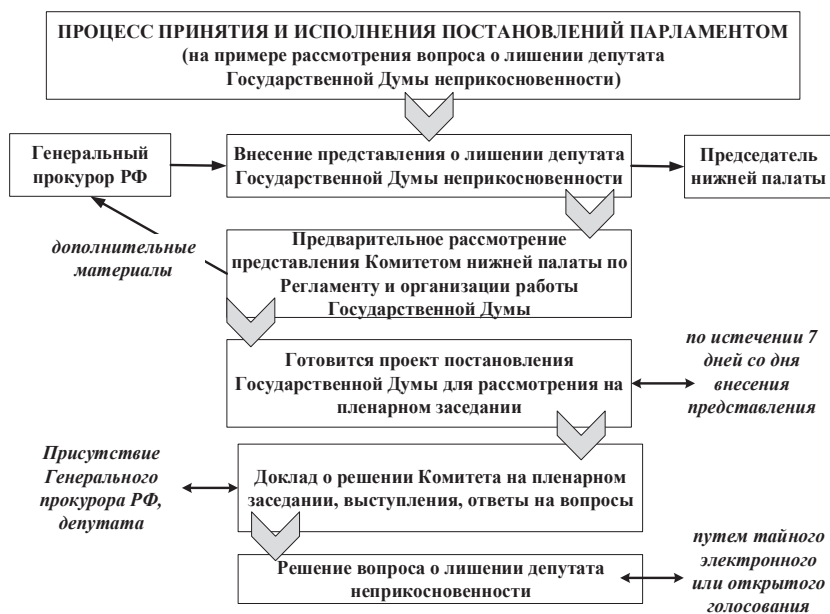 ПРОЦЕСС ПРИНЯТИЯ И ИСПОЛНЕНИЯ ПОСТАНОВЛЕНИЙ ПАРЛАМЕНТОМ
(на примере рассмотрения вопроса о лишении депутата
Государственной Думы неприкосновенности)
Генеральный
прокурор РФ
Внесение представления о лишении депутата
Государственной Думы неприкосновенности
Председатель
нижней палаты
дополнительные
материалы
Предварительное рассмотрение
представления Комитетом нижней палаты по
Регламенту и организации работы
Государственной Думы
Готовится проект постановления
Государственной Думы для рассмотрения на
пленарном заседании
по истечении 7
дней со дня
внесения
представления
Присутствие
Генерального
прокурора РФ,
депутата
Доклад о решении Комитета на пленарном
заседании, выступления, ответы на вопросы
Решение вопроса о лишении депутата
неприкосновенности
путем тайного
электронного
или открытого
голосования